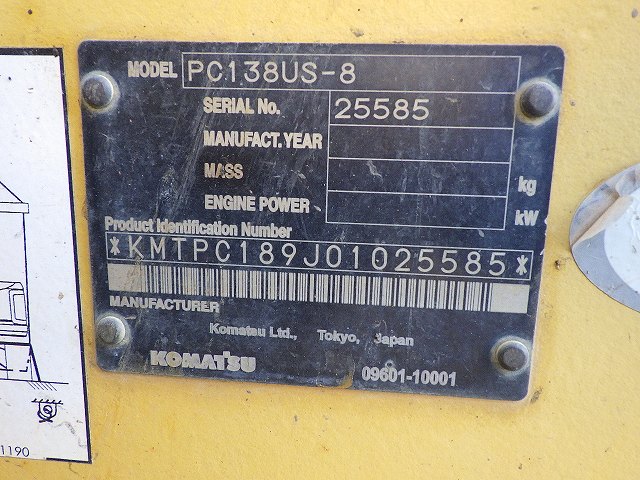 MODEL PC138US-8
SERIAL No. 25585
MANUFACT. YEAR
MASS kg
ENGINE POWER kW
Product Identification Number
*KMTPC189J01025585*
MANUFACTURER
Komatsu Ltd., Tokyo, Japan
KOMATSU 09601-10001
1190